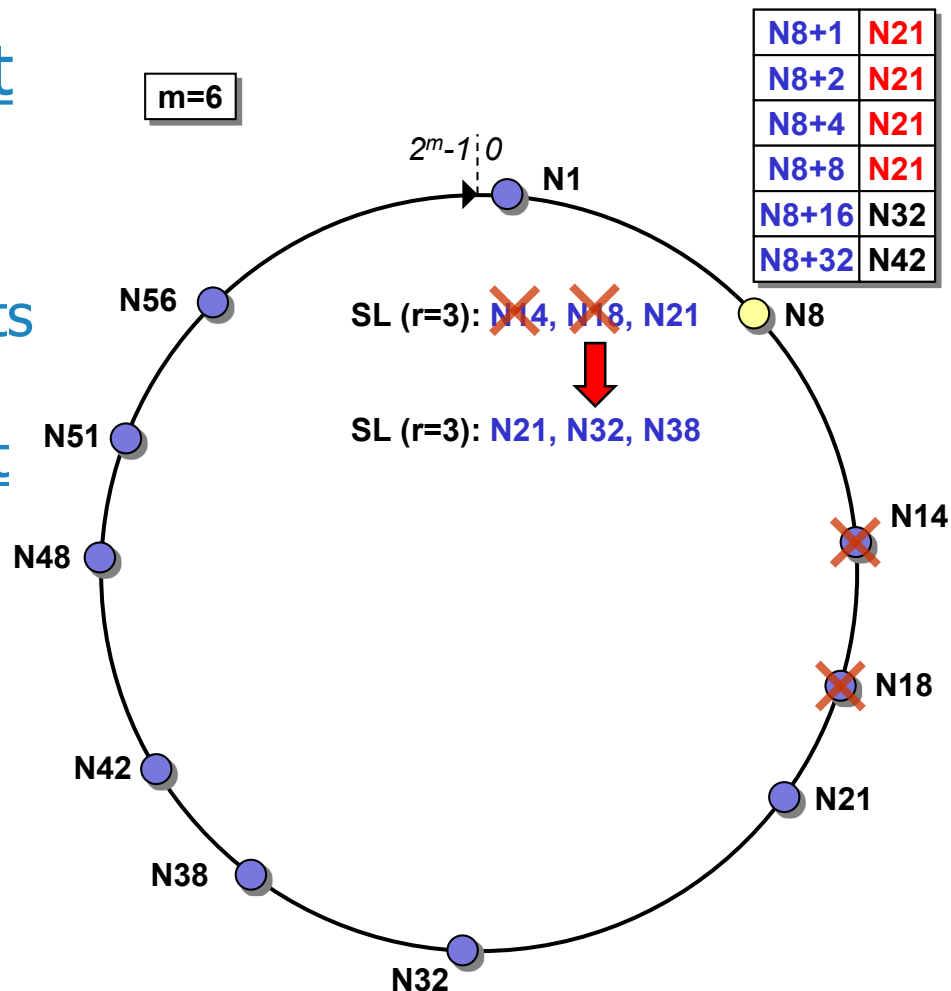 t
N8+1 N21
N8+2 N21
N8+4 N21
N8+8 N21
N8+16 N32
N8+32 N42
m=6
2^m-1 0
N1
N56
ts
SL (r=3): N14, N18, N21
N8
SL (r=3): N21, N32, N38
N51
N14
N48
N18
N42
N21
N38
N32